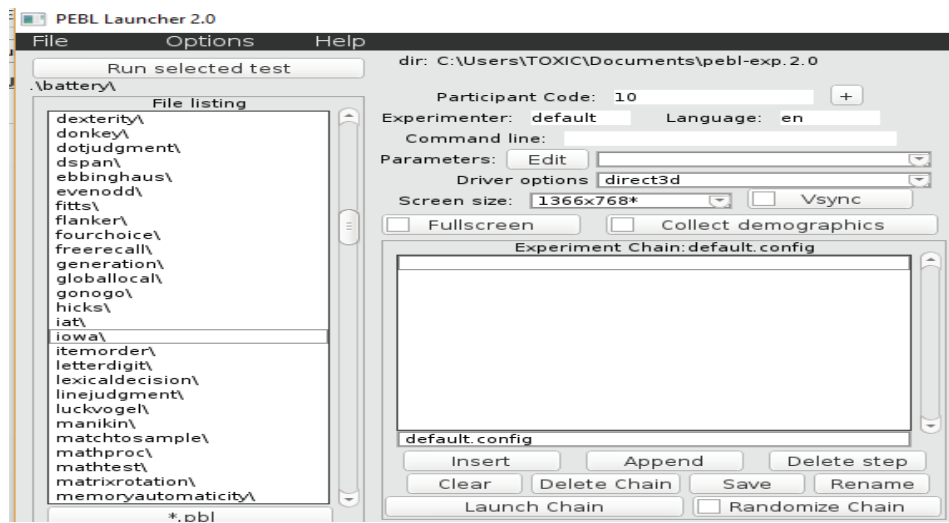 PEBL Launcher 2.0
File Options Help
Run selected test
.\battery\
File listing
dexterity\
donkey\
dotjudgment\
dspan\
ebbinghaus\
evenodd\
fitts\
flanker\
fourchoice\
freerecall\
generation\
globallocal\
gonogo\
hicks\
iat\
iowa\
itemorder\
letterdigit\
lexicaldecision\
linejudgment\
luckvogel\
manikin\
matchtosample\
mathproc\
mathtest\
matrixrotation\
memoryautomaticity\
*.pbl
dir: C:\Users\TOXIC\Documents\pebl-exp.2.0
Participant Code: 10 +
Experimenter: default Language: en
Command line:
Parameters: Edit
Driver options direct3d
Screen size: 1366x768* Vsync
Fullscreen Collect demographics
Experiment Chain:default.config
default.config
Insert Append Delete step
Clear Delete Chain Save Rename
Launch Chain Randomize Chain